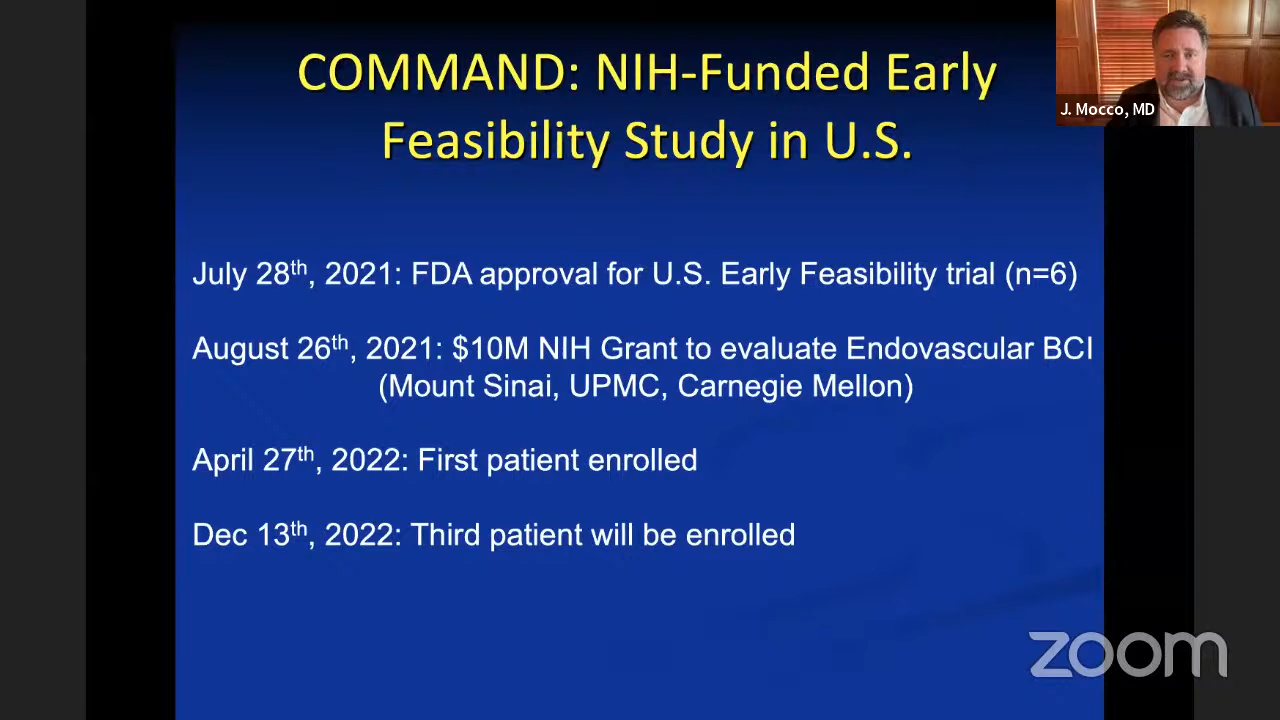 COMMAND: NIH-Funded Early
Feasibility Study in U.S.
J. Mocco, MD
July 28th, 2021: FDA approval for U.S. Early Feasibility trial (n=6)
August 26th, 2021: $10M NIH Grant to evaluate Endovascular BCI
(Mount Sinai, UPMC, Carnegie Mellon)
April 27th, 2022: First patient enrolled
Dec 13th, 2022: Third patient will be enrolled
zoom